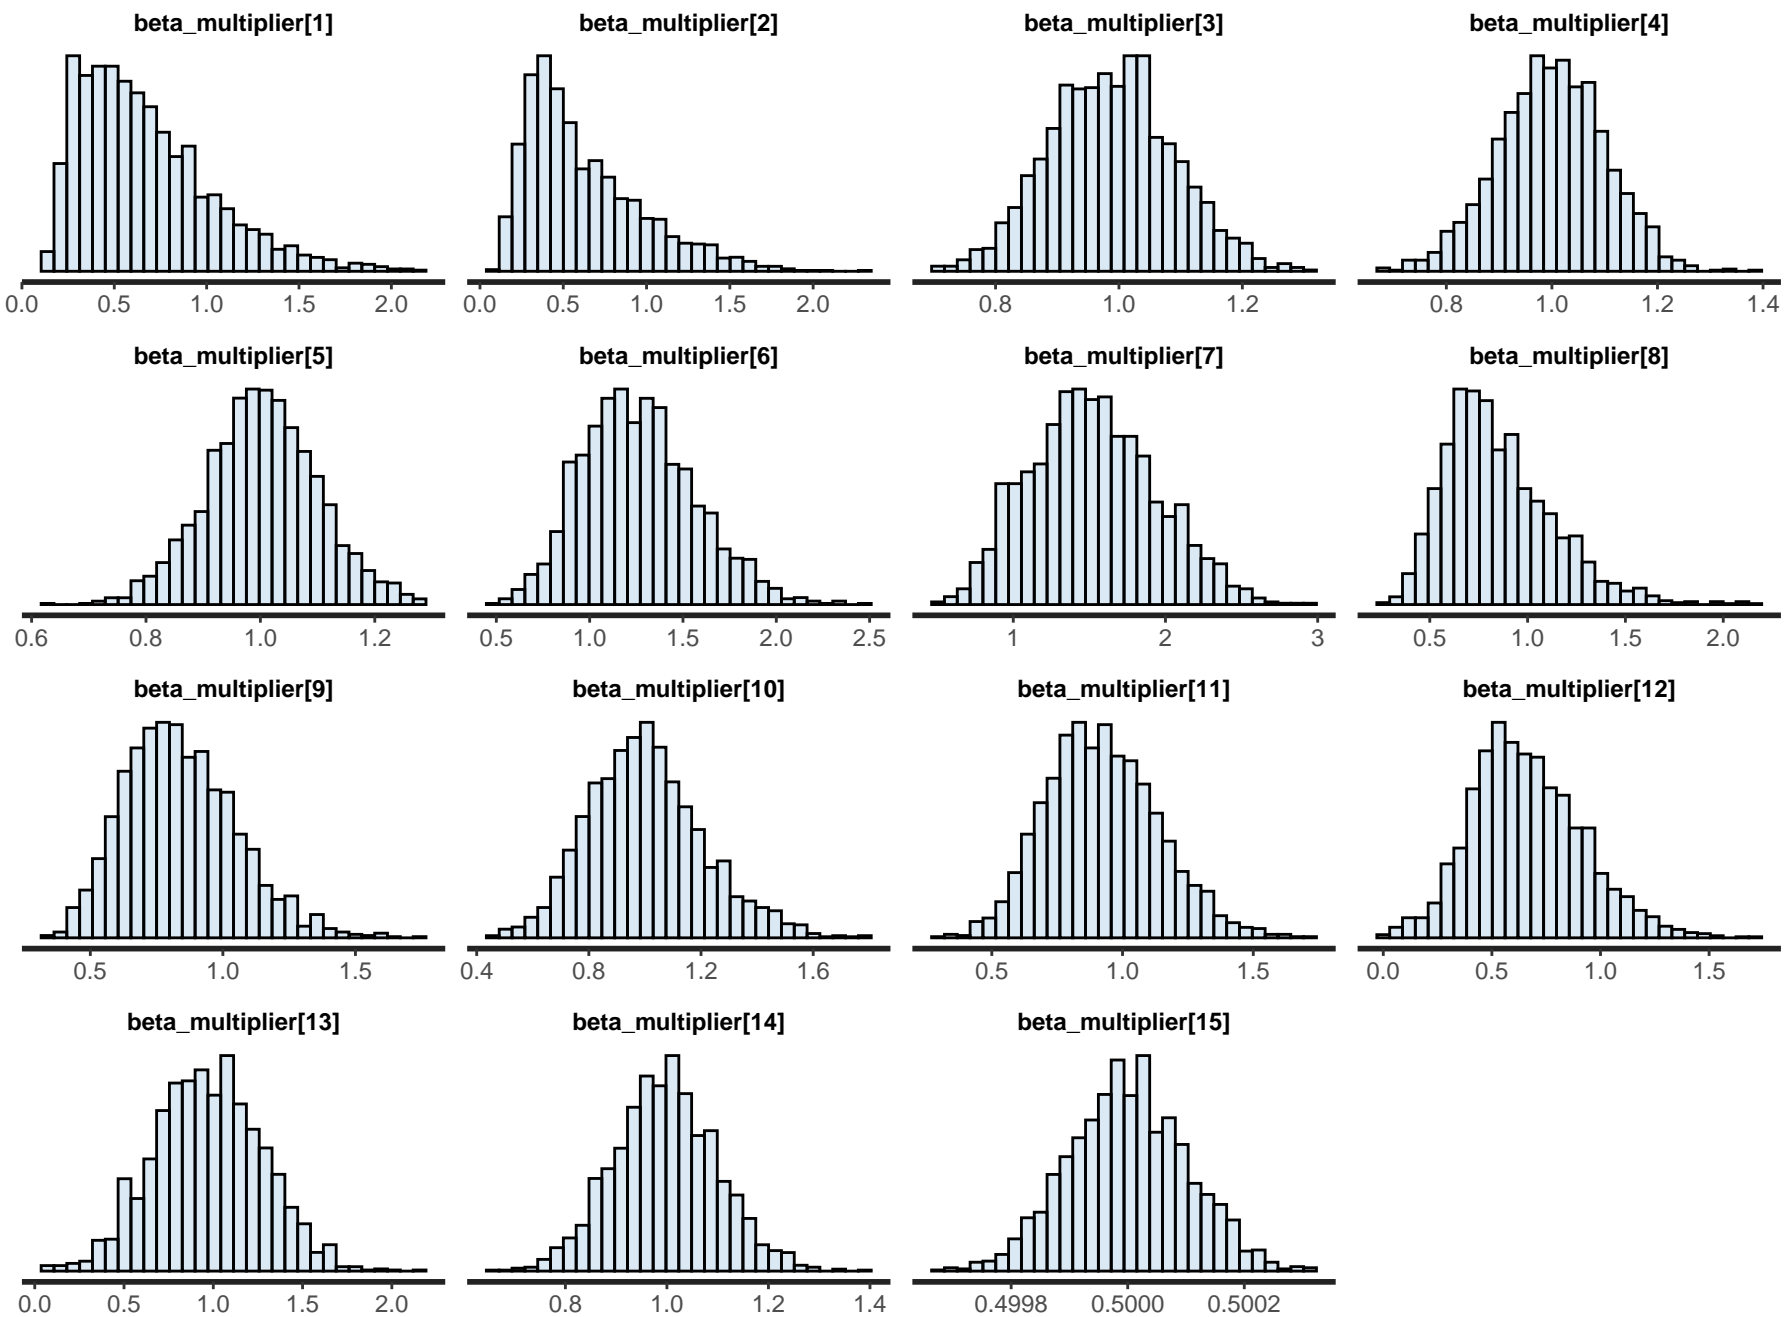 beta_multiplier[1] beta_multiplier[2] beta_multiplier[3] beta_multiplier[4]
0.0 0.5 1.0 1.5 2.0 0.0 0.5 1.0 1.5 2.0 0.8 1.0 1.2 0.8 1.0 1.2 1.4
beta_multiplier[5] beta_multiplier[6] beta_multiplier[7] beta_multiplier[8]
0.6 0.8 1.0 1.2 0.5 1.0 1.5 2.0 2.5 1 2 3 0.5 1.0 1.5 2.0
beta_multiplier[9] beta_multiplier[10] beta_multiplier[11] beta_multiplier[12]
0.5 1.0 1.5 0.4 0.8 1.2 1.6 0.5 1.0 1.5 0.0 0.5 1.0 1.5
beta_multiplier[13] beta_multiplier[14] beta_multiplier[15]
0.0 0.5 1.0 1.5 2.0 0.8 1.0 1.2 1.4 0.4998 0.5000 0.5002